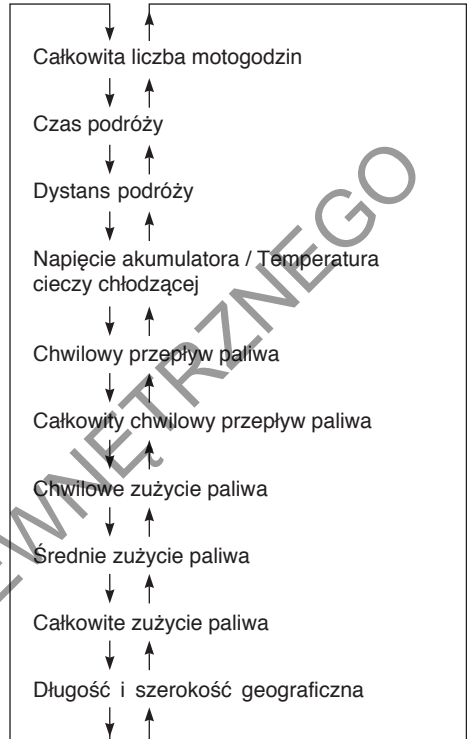 Całkowita liczba motogodzin
Czas podróży
Dystans podróży
Napięcie akumulatora / Temperatura
cieczy chłodzącej
Chwilowy przepływ paliwa
Całkowity chwilowy przepływ paliwa
Chwilowe zużycie paliwa
Średnie zużycie paliwa
Całkowite zużycie paliwa
Długość i szerokość geograficzna
EWNĘTRZNEGO